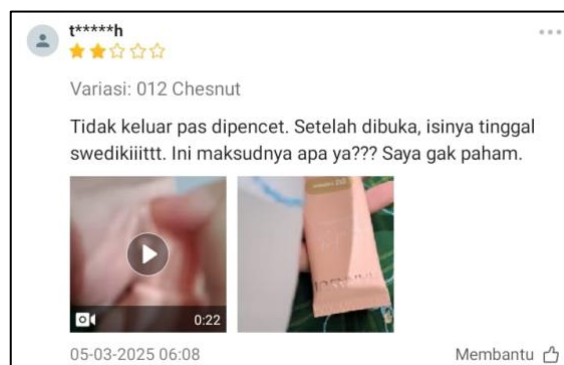 t*****h
Variasi: 012 Chesnut
Tidak keluar pas dipencet. Setelah dibuka, isinya tinggal
swedikiiittt. Ini maksudnya apa ya??? Saya gak paham.
0:22
05-03-2025 06:08
Membantu